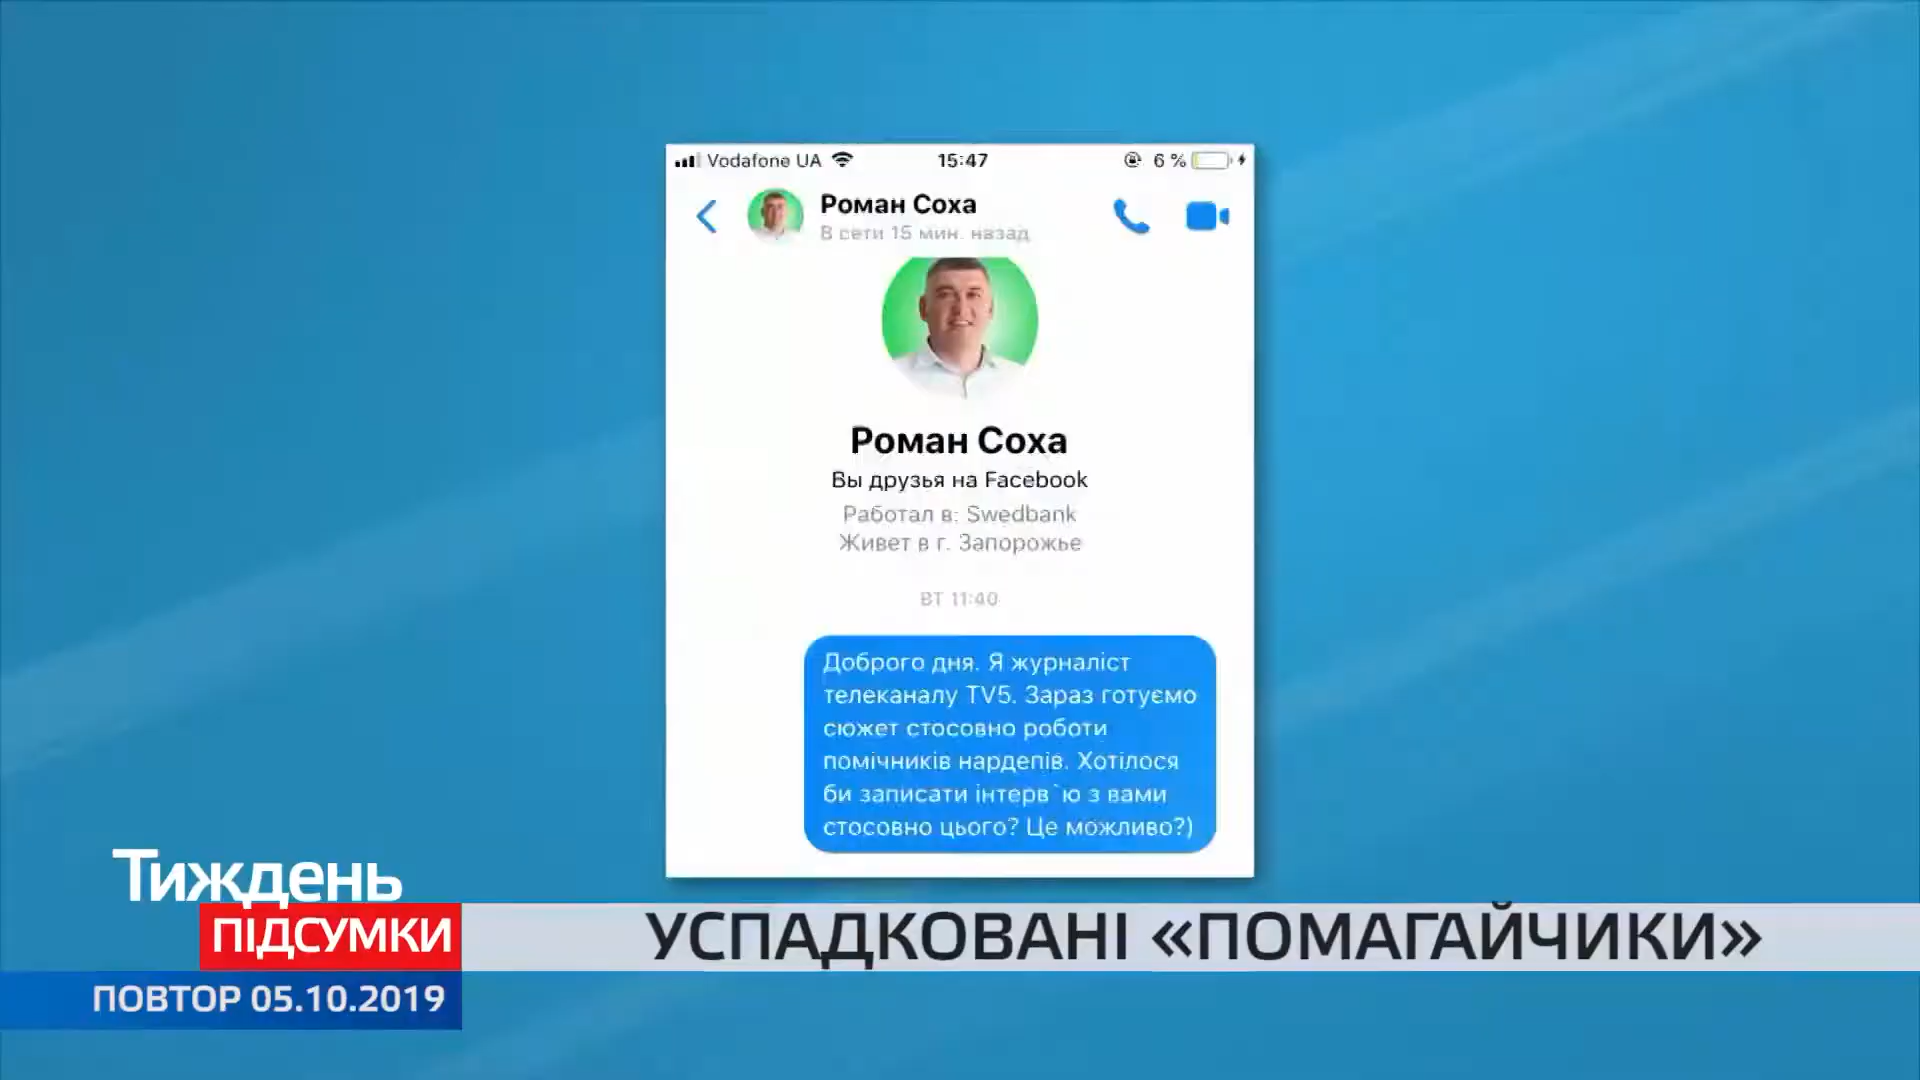 Vodafone UA 15:47 6 %
Роман Соха
В сети 15 мин. назад
Роман Соха
Вы друзья на Facebook
Работал в: Swedbank
Живет в г. Запорожье
ВТ 11:40
Доброго дня. Я журналіст
телеканалу TV5. Зараз готуємо
сюжет стосовно роботи
помічників нардепів. Хотілося
би записати інтерв`ю з вами
стосовно цього? Це можливо?)
Тиждень
ПІДСУМКИ
УСПАДКОВАНІ «ПОМАГАЙЧИКИ»
ПОВТОР 05.10.2019